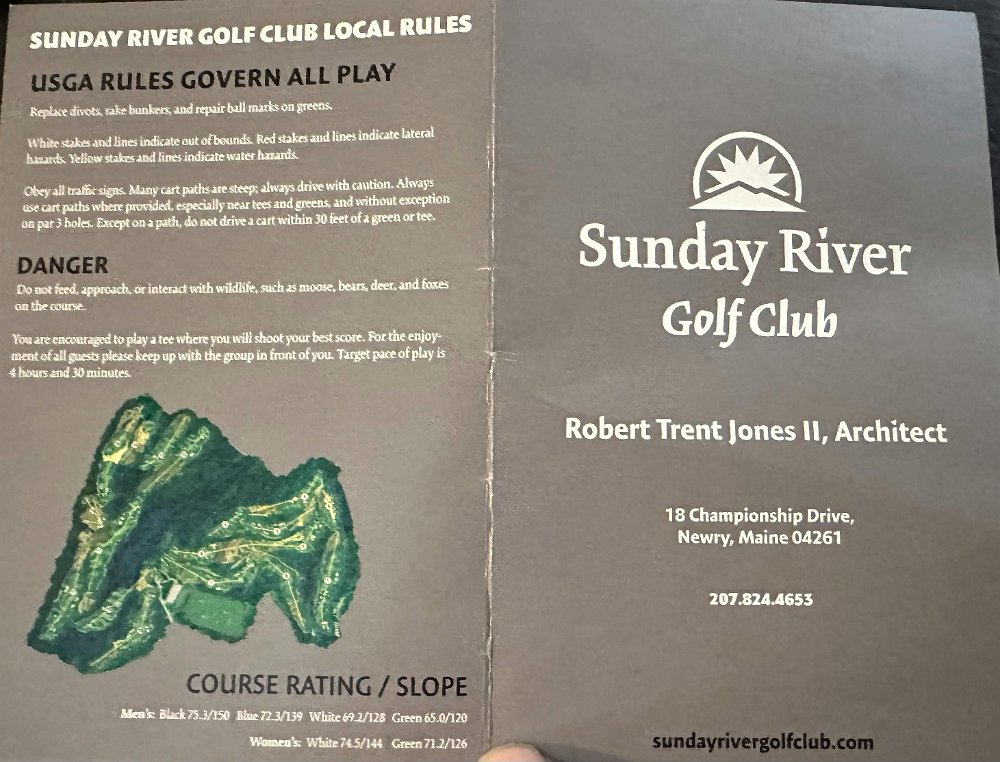 SUNDAY RIVER GOLF CLUB LOCAL RULES
USGA RULES GOVERN ALL PLAY
Replace divots, rake bunkers, and repair ball marks on greens.
White stakes and lines indicate out of bounds. Red stakes and lines indicate lateral
hazards. Yellow stakes and lines indicate water hazards.
Obey all traffic signs. Many cart paths are steep; always drive with caution. Always
use cart paths where provided, especially near tees and greens, and without exception
on par 3 holes. Except on a path, do not drive a cart within 30 feet of a green or tee.
DANGER
Do not feed, approach, or interact with wildlife, such as moose, bears, deer, and foxes
on the course.
You are encouraged to play a tee where you will shoot your best score. For the enjoy-
ment of all guests please keep up with the group in front of you. Target pace of play is
4 hours and 30 minutes.
COURSE RATING / SLOPE
Men's: Black 75.3/150 Blue 72.3/139 White 69.2/128 Green 65.0/120
Women's: White 74.5/144 Green 71.2/126
Sunday River
Golf Club
Robert Trent Jones II, Architect
18 Championship Drive,
Newry, Maine 04261
207.824.4653
sundayrivergolfclub.com